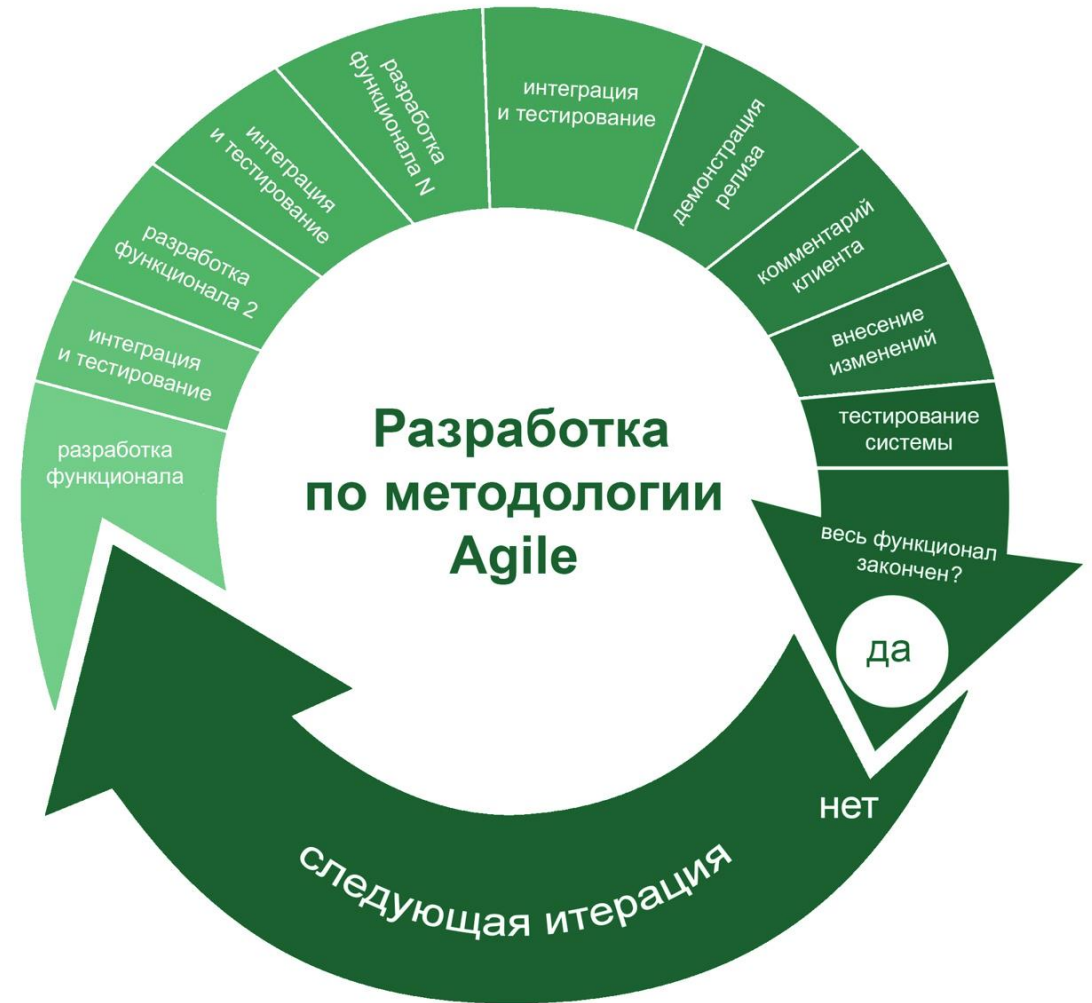 Разработка
по методологии
Agile
разработка
функционала
интеграция
и тестирование
разработка
функционала 2
интеграция
и тестирование
разработка
функционала N
интеграция
и тестирование
демонстрация
релиза
комментарий
клиента
внесение
изменений
тестирование
системы
весь функционал
закончен?
да
нет
следующая итерация